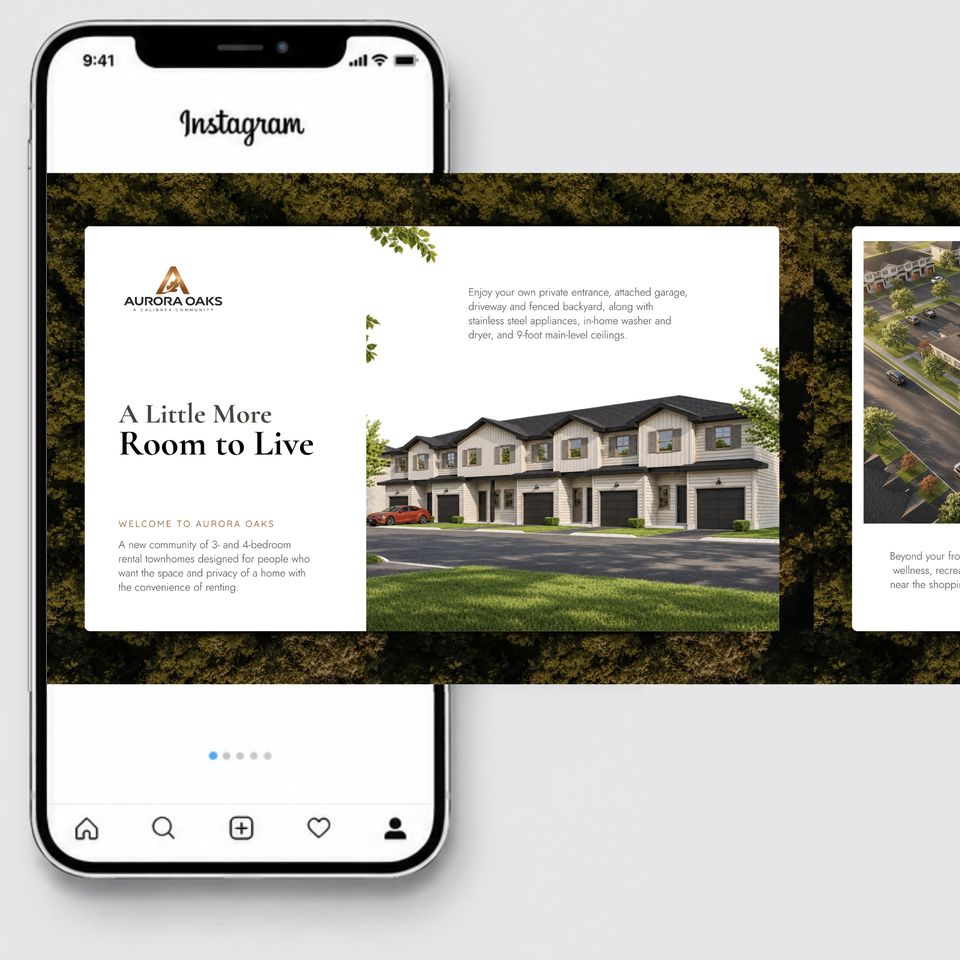 9:41
Instagram
AURORA OAKS
A CALIBREX COMMUNITY
A Little More
Room to Live
WELCOME TO AURORA OAKS
A new community of 3- and 4-bedroom
rental townhomes designed for people who
want the space and privacy of a home with
the convenience of renting.
Enjoy your own private entrance, attached garage,
driveway and fenced backyard, along with
stainless steel appliances, in-home washer and
dryer, and 9-foot main-level ceilings.
Beyond your fro
wellness, recrea
near the shoppi